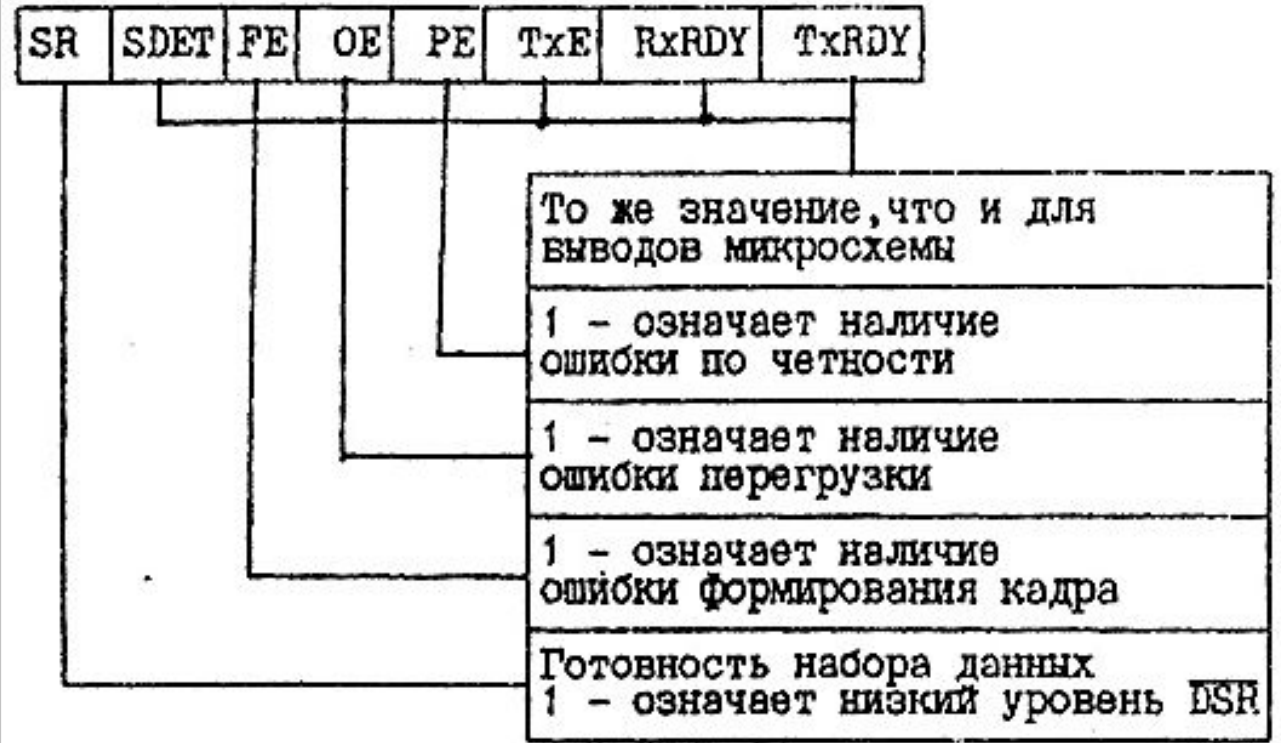 SR SDET FE OE PE TxE RxRDY TxRDY
То же значение,что и для
выводов микросхемы
1 - означает наличие
ошибки по четности
1 - означает наличие
ошибки перегрузки
1 - означает наличие
ошибки формирования кадра
Готовность набора данных
1 - означает низкий уровень D̅S̅R̅